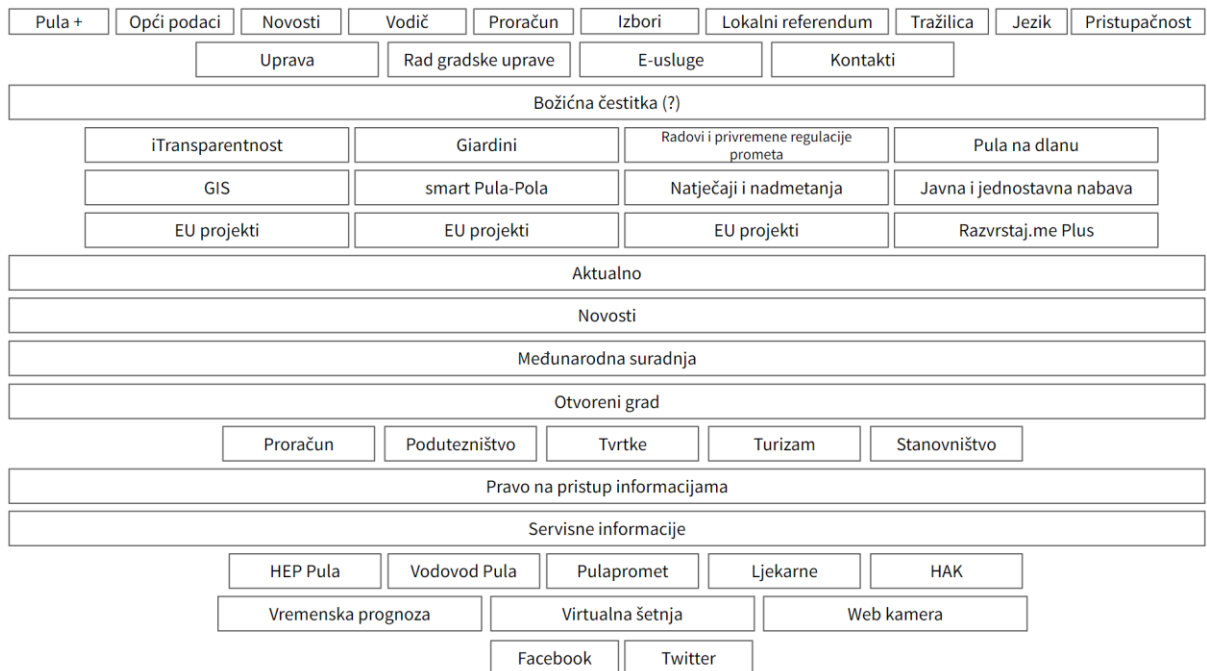 Pula +
Opći podaci
Novosti
Vodič
Proračun
Izbori
Lokalni referendum
Tražilica
Jezik
Pristupačnost
Uprava
Rad gradske uprave
E-usluge
Kontakti
Božićna čestitka (?)
iTransparentnost
Giardini
Radovi i privremene regulacije
prometa
Pula na dlanu
GIS
smart Pula-Pola
Natječaji i nadmetanja
Javna i jednostavna nabava
EU projekti
EU projekti
EU projekti
Razvrstaj.me Plus
Aktualno
Novosti
Međunarodna suradnja
Otvoreni grad
Proračun
Podutezništvo
Tvrtke
Turizam
Stanovništvo
Pravo na pristup informacijama
Servisne informacije
HEP Pula
Vodovod Pula
Pulapromet
Ljekarne
HAK
Vremenska prognoza
Virtualna šetnja
Web kamera
Facebook
Twitter